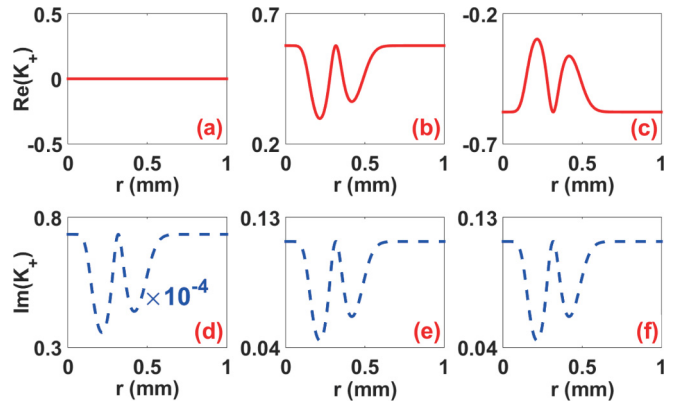 0.5 0.7 -0.2
Re(K+) 0
-0.5 (a) 0.2 (b) -0.7 (c)
0 0.5 1 0 0.5 1 0 0.5 1
r (mm) r (mm) r (mm)
0.8 0.13 0.13
Im(K+) ×10-4
0.3 (d) 0.04 (e) 0.04 (f)
0 0.5 1 0 0.5 1 0 0.5 1
r (mm) r (mm) r (mm)